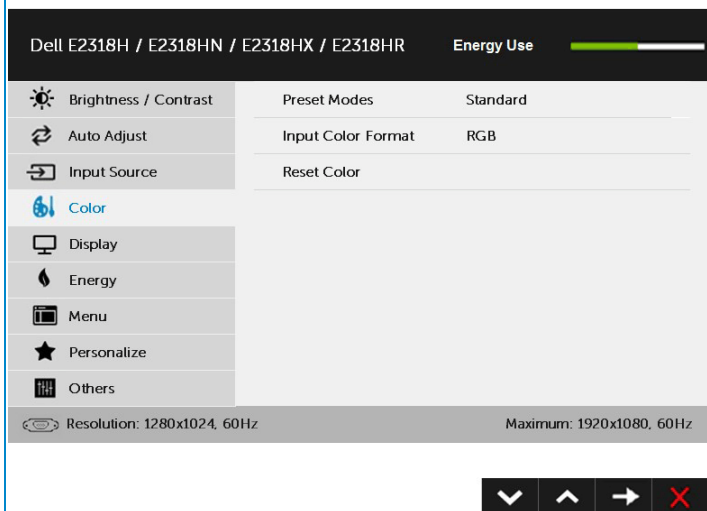 Dell E2318H / E2318HN / E2318HX / E2318HR Energy Use
Brightness / Contrast Preset Modes Standard
Auto Adjust Input Color Format RGB
Input Source Reset Color
Color
Display
Energy
Menu
Personalize
Others
Resolution: 1280x1024, 60Hz Maximum: 1920x1080, 60Hz